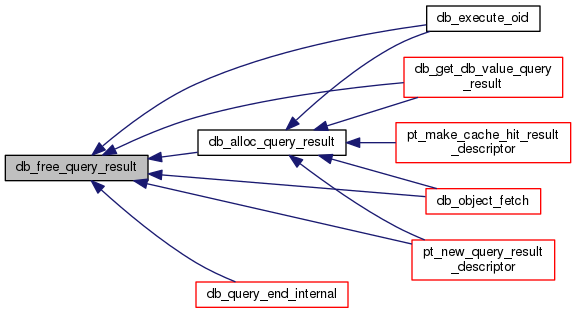 db_execute_oid
db_get_db_value_query
_result
db_alloc_query_result
pt_make_cache_hit_result
_descriptor
db_free_query_result
db_object_fetch
pt_new_query_result
_descriptor
db_query_end_internal